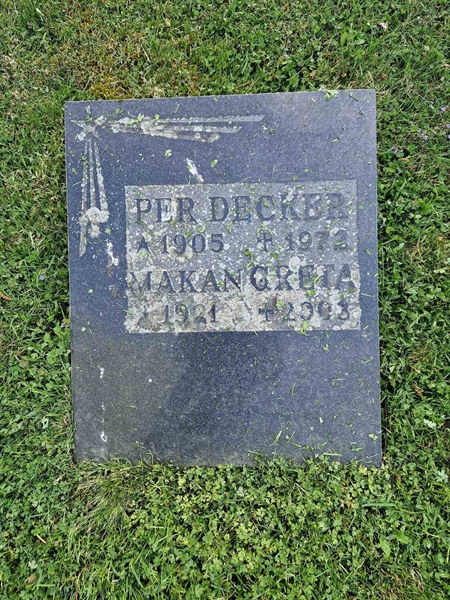 PER DECKER
★ 1905 ✝ 1972
MAKAN GRETA
★ 1921 ✝ 2003